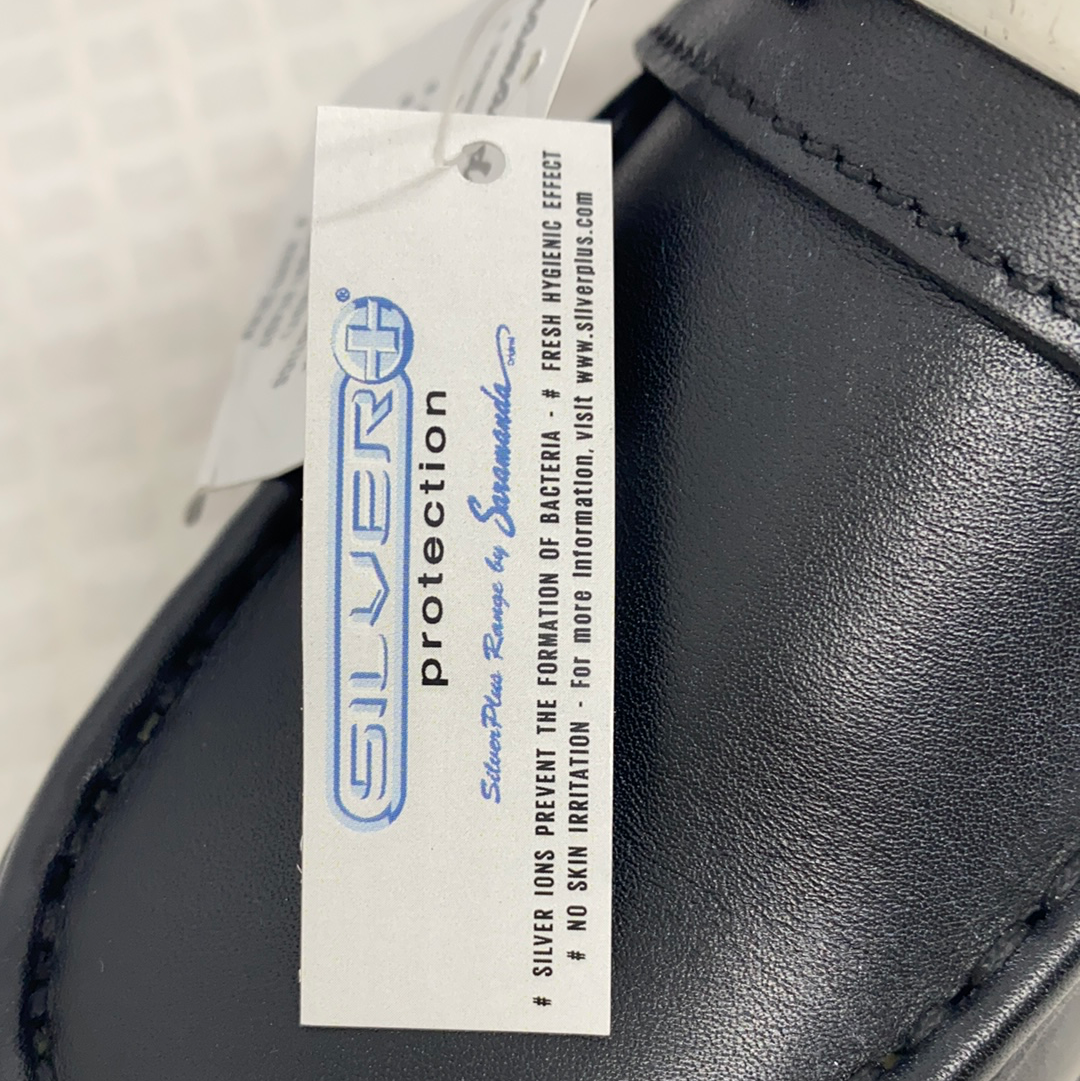 SILVER+®
protection
SilverPlus Range by Saramanda
# SILVER IONS PREVENT THE FORMATION OF BACTERIA - # FRESH HYGIENIC EFFECT
# NO SKIN IRRITATION - For more Information, visit www.silverplus.com